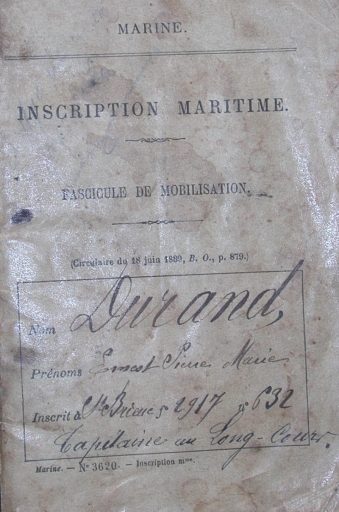 MARINE.
INSCRIPTION MARITIME.
FASCICULE DE MOBILISATION.
(Circulaire du 18 juin 1889, B. O., p. 879.)
Nom Durand,
Prénoms Ernest Pierre Marie
Inscrit à St Brieuc 2917 632
Capitaine au Long-Cours.
Marine. — N° 3620. — Inscription mme.